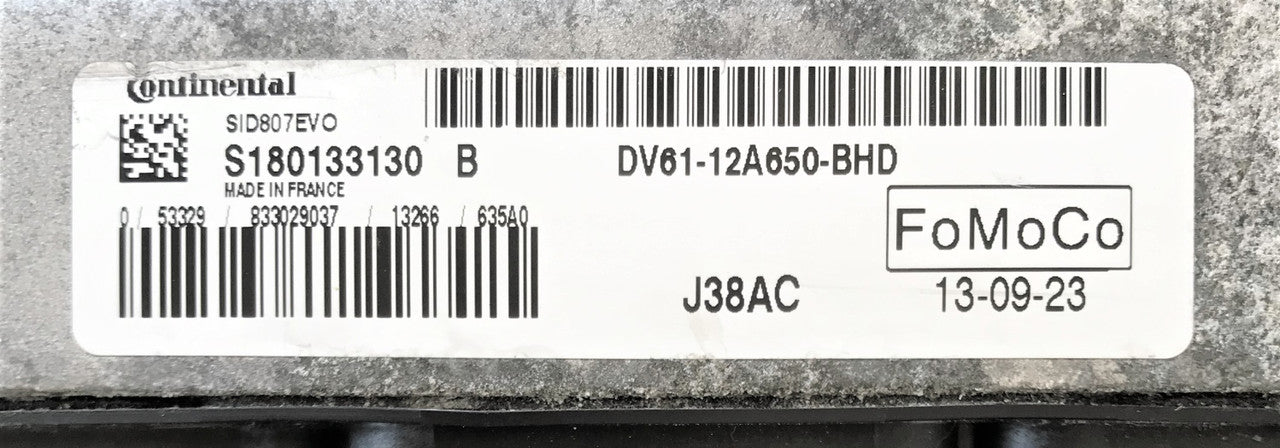 Continental
SID807EVO
S180133130 B
DV61-12A650-BHD
MADE IN FRANCE
0 / 53329 / 833029037 / 13266 / 635A0
FoMoCo
J38AC
13-09-23